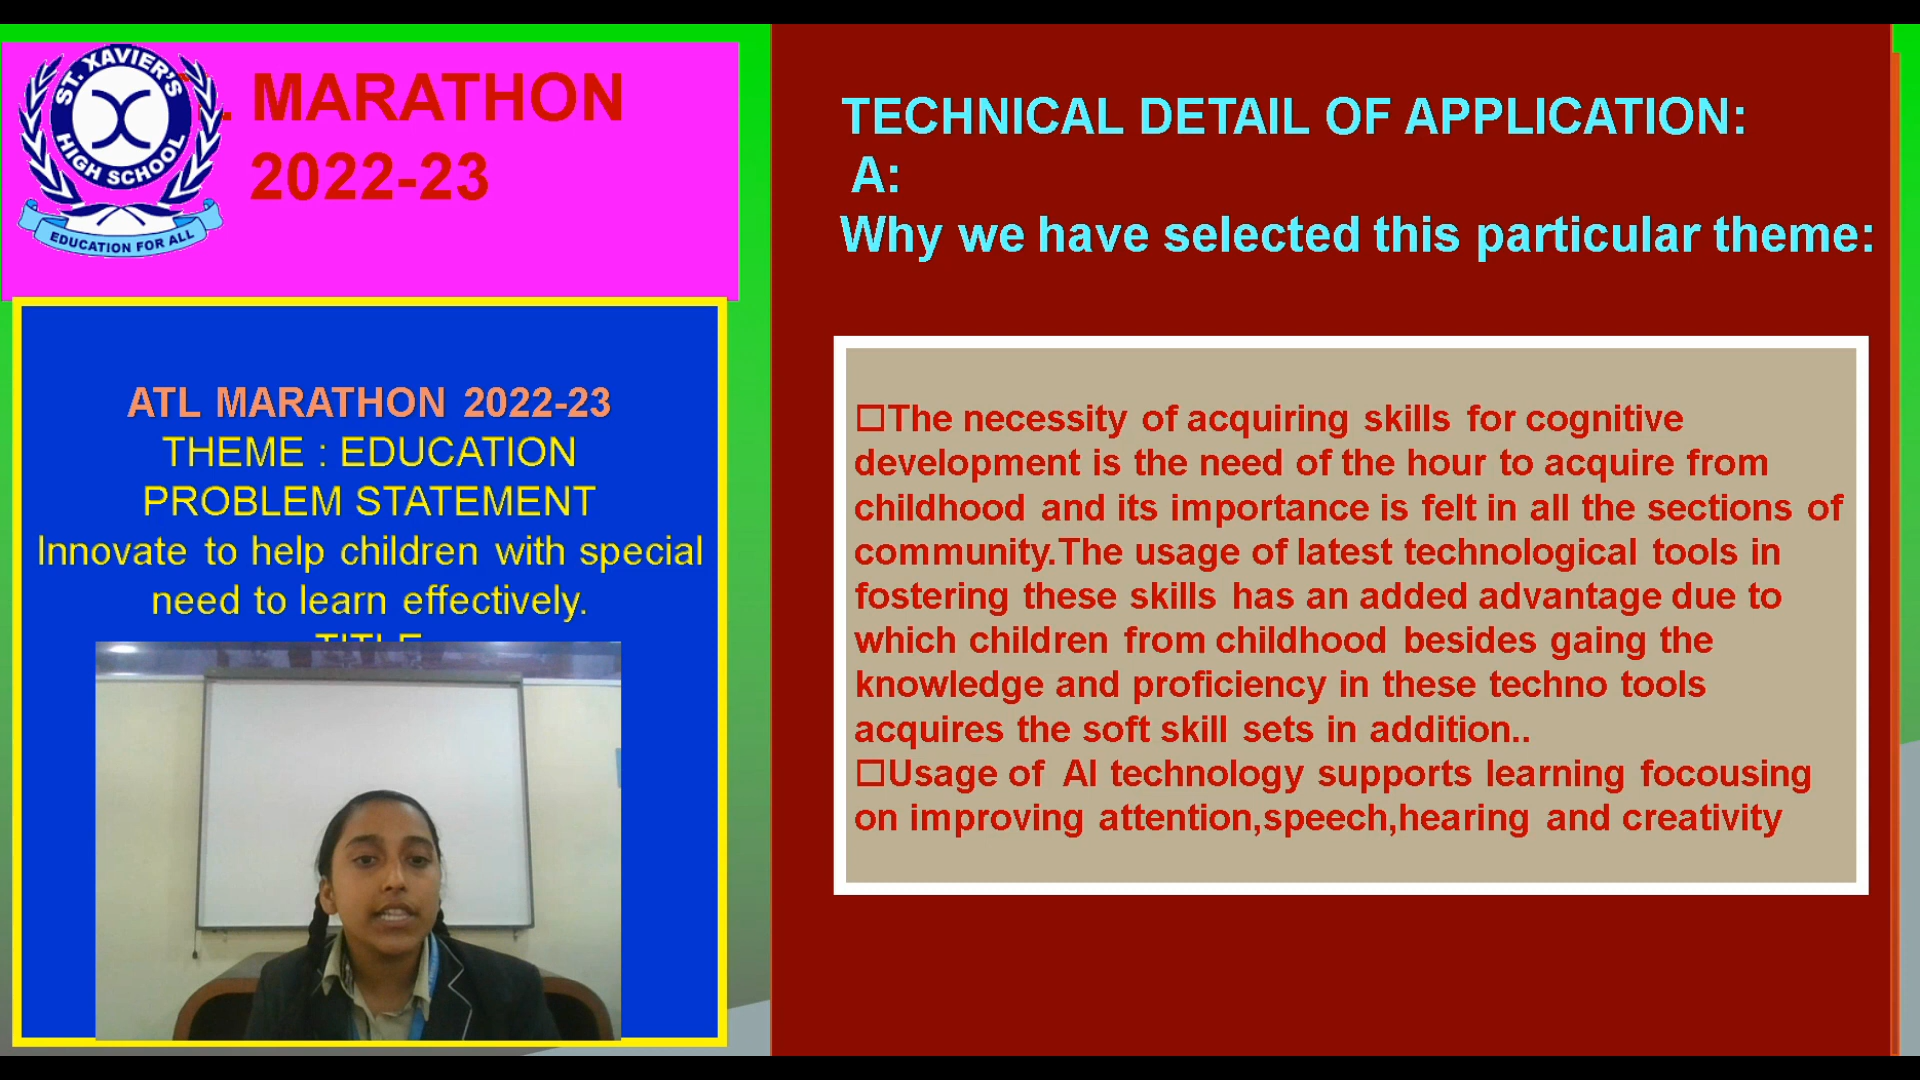 ST. XAVIER'S
HIGH SCHOOL
EDUCATION FOR ALL
MARATHON
2022-23
ATL MARATHON 2022-23
THEME : EDUCATION
PROBLEM STATEMENT
Innovate to help children with special
need to learn effectively.
TITLE
TECHNICAL DETAIL OF APPLICATION:
A:
Why we have selected this particular theme:
☐The necessity of acquiring skills for cognitive
development is the need of the hour to acquire from
childhood and its importance is felt in all the sections of
community.The usage of latest technological tools in
fostering these skills has an added advantage due to
which children from childhood besides gaing the
knowledge and proficiency in these techno tools
acquires the soft skill sets in addition..
☐Usage of AI technology supports learning focousing
on improving attention,speech,hearing and creativity